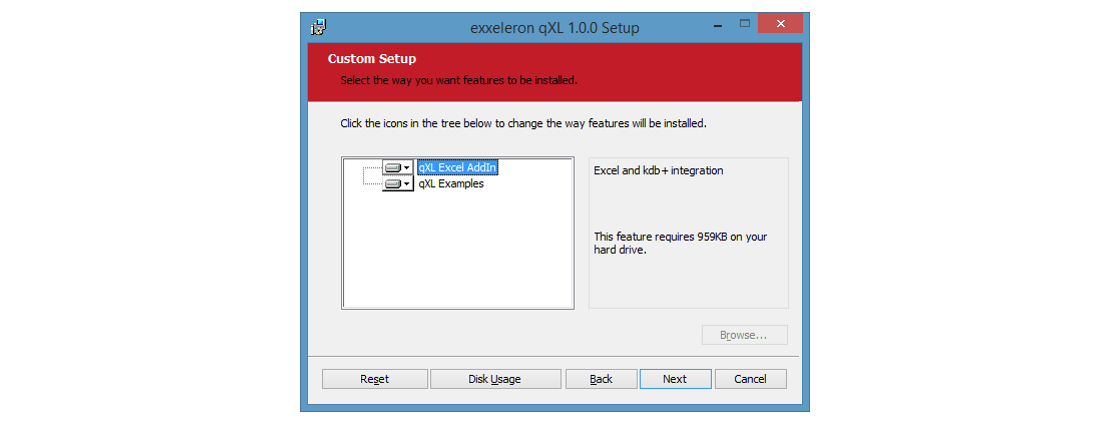 exxeleron qXL 1.0.0 Setup
Custom Setup
Select the way you want features to be installed.
Click the icons in the tree below to change the way features will be installed.
qXL Excel AddIn
qXL Examples
Excel and kdb+ integration
This feature requires 959KB on your
hard drive.
Browse...
Reset
Disk Usage
Back
Next
Cancel